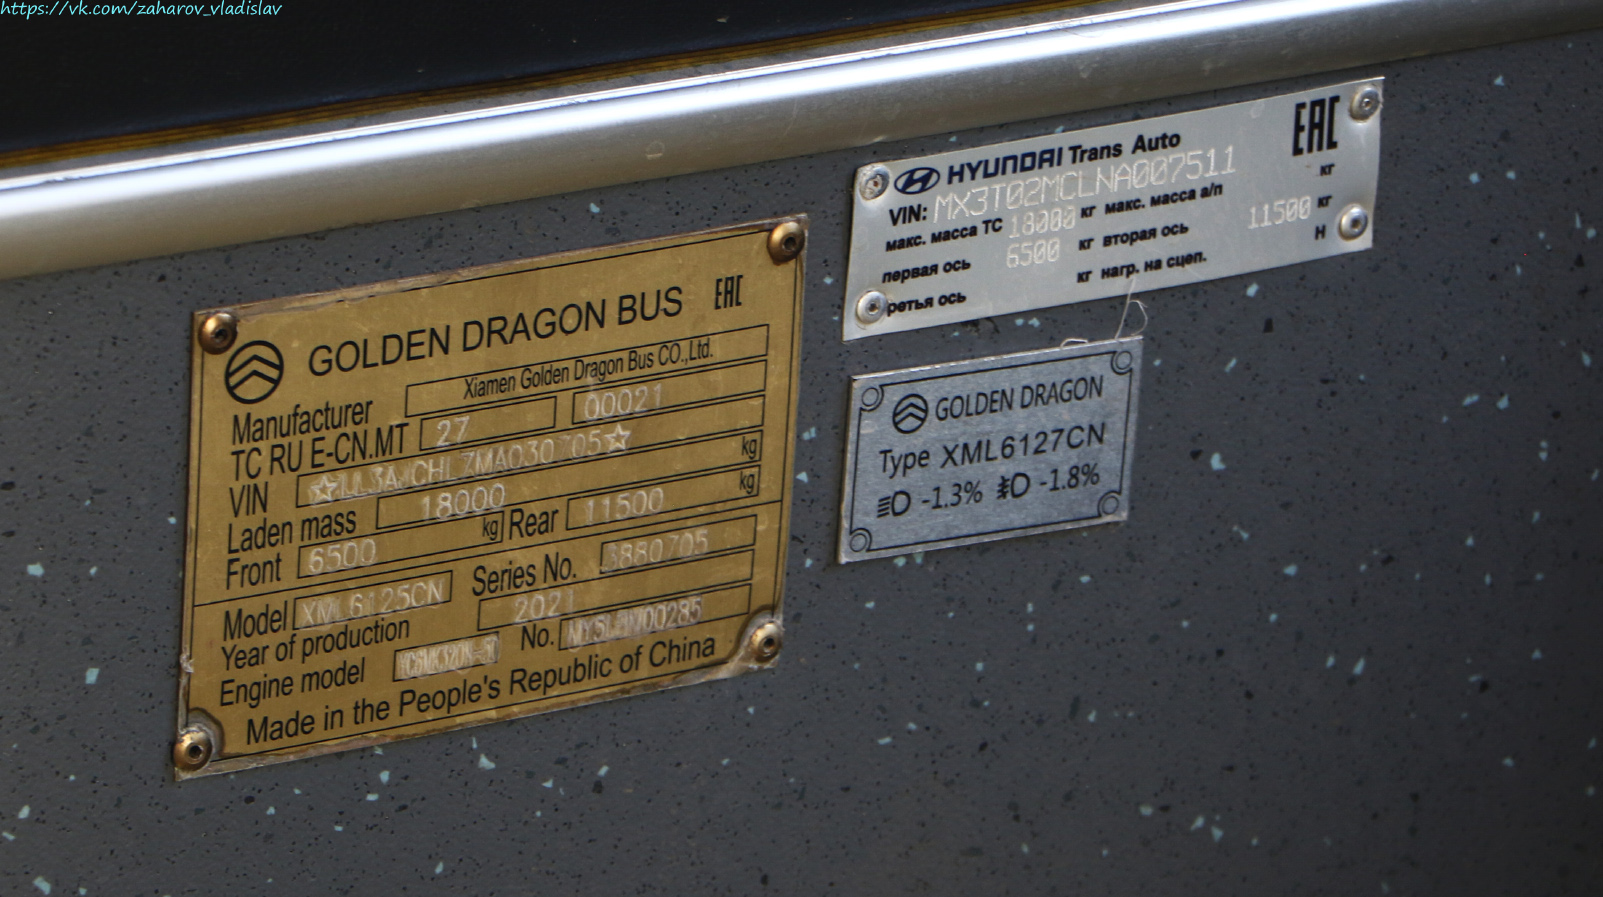 https://vk.com/zaharov_vladislav
GOLDEN DRAGON BUS EAC
Manufacturer Xiamen Golden Dragon Bus CO.,Ltd.
TC RU E-CN.MT 27 00021
VIN
Laden mass 18000 kg
Front 6500 kg Rear 11500 kg
Model XML6125CN Series No.
Year of production 2021
Engine model No.
Made in the People's Republic of China
HYUNDAI Trans Auto EAC
VIN: MX3T02MCLNA007511
макс. масса ТС 18000 кг макс. масса а/п кг
первая ось 6500 кг вторая ось 11500 кг
ретья ось кг нагр. на сцеп. Н
GOLDEN DRAGON
Type XML6127CN
-1.3% -1.8%